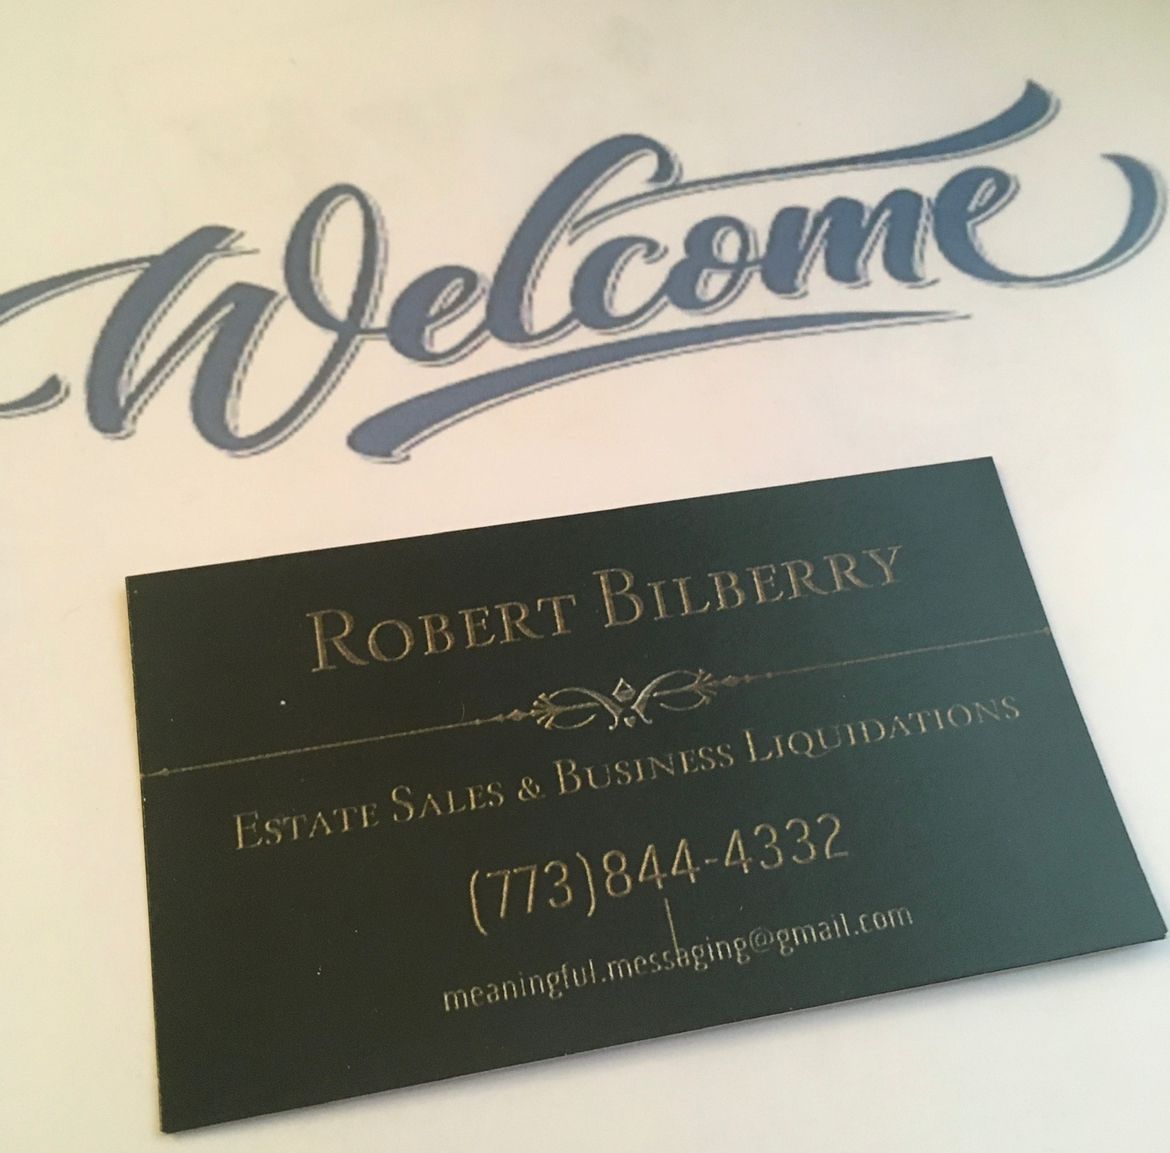 Welcome
Robert Bilberry
Estate Sales & Business Liquidations
(773)844-4332
meaningful.messaging@gmail.com